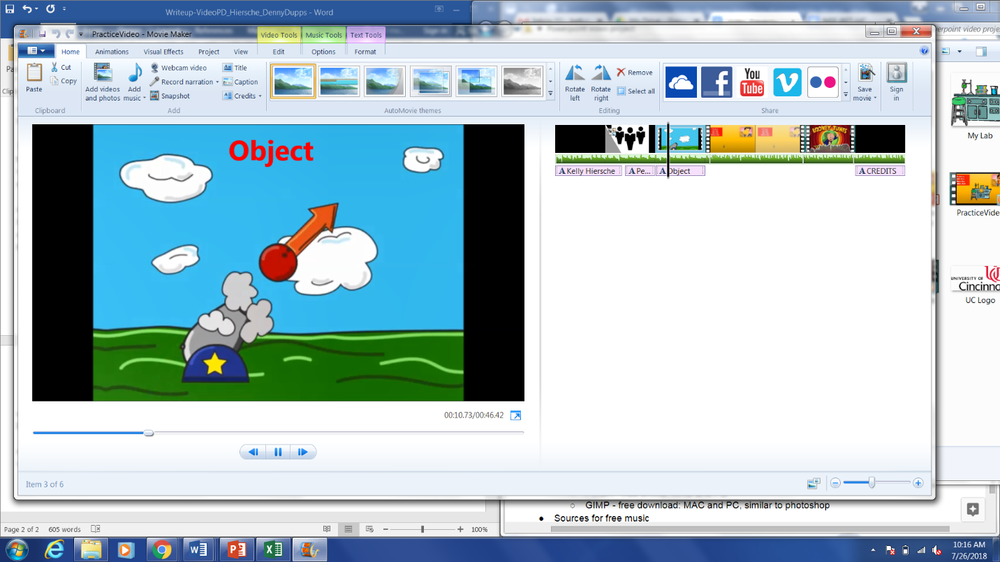 Writeup-VideoPD_Hiersche_DennyDupps - Word
PracticeVideo - Movie Maker
Video Tools
Music Tools
Text Tools
Home
Animations
Visual Effects
Project
View
Edit
Options
Format
Paste
Cut
Copy
Clipboard
Add videos
and photos
Add
music
Webcam video
Record narration
Snapshot
Title
Caption
Credits
Add
AutoMovie themes
Rotate
left
Rotate
right
Remove
Select all
Editing
You
Tube
Share
Save
movie
Sign
in
Object
LOONEY TUNES
Kelly Hiersche
Pe...
Object
CREDITS
00:10.73/00:46.42
Item 3 of 6
My Lab
PracticeVide
UNIVERSITY OF
Cincinn
UC Logo
GIMP - free download: MAC and PC, similar to photoshop
Sources for free music
Page 2 of 2
605 words
100%
10:16 AM
7/26/2018